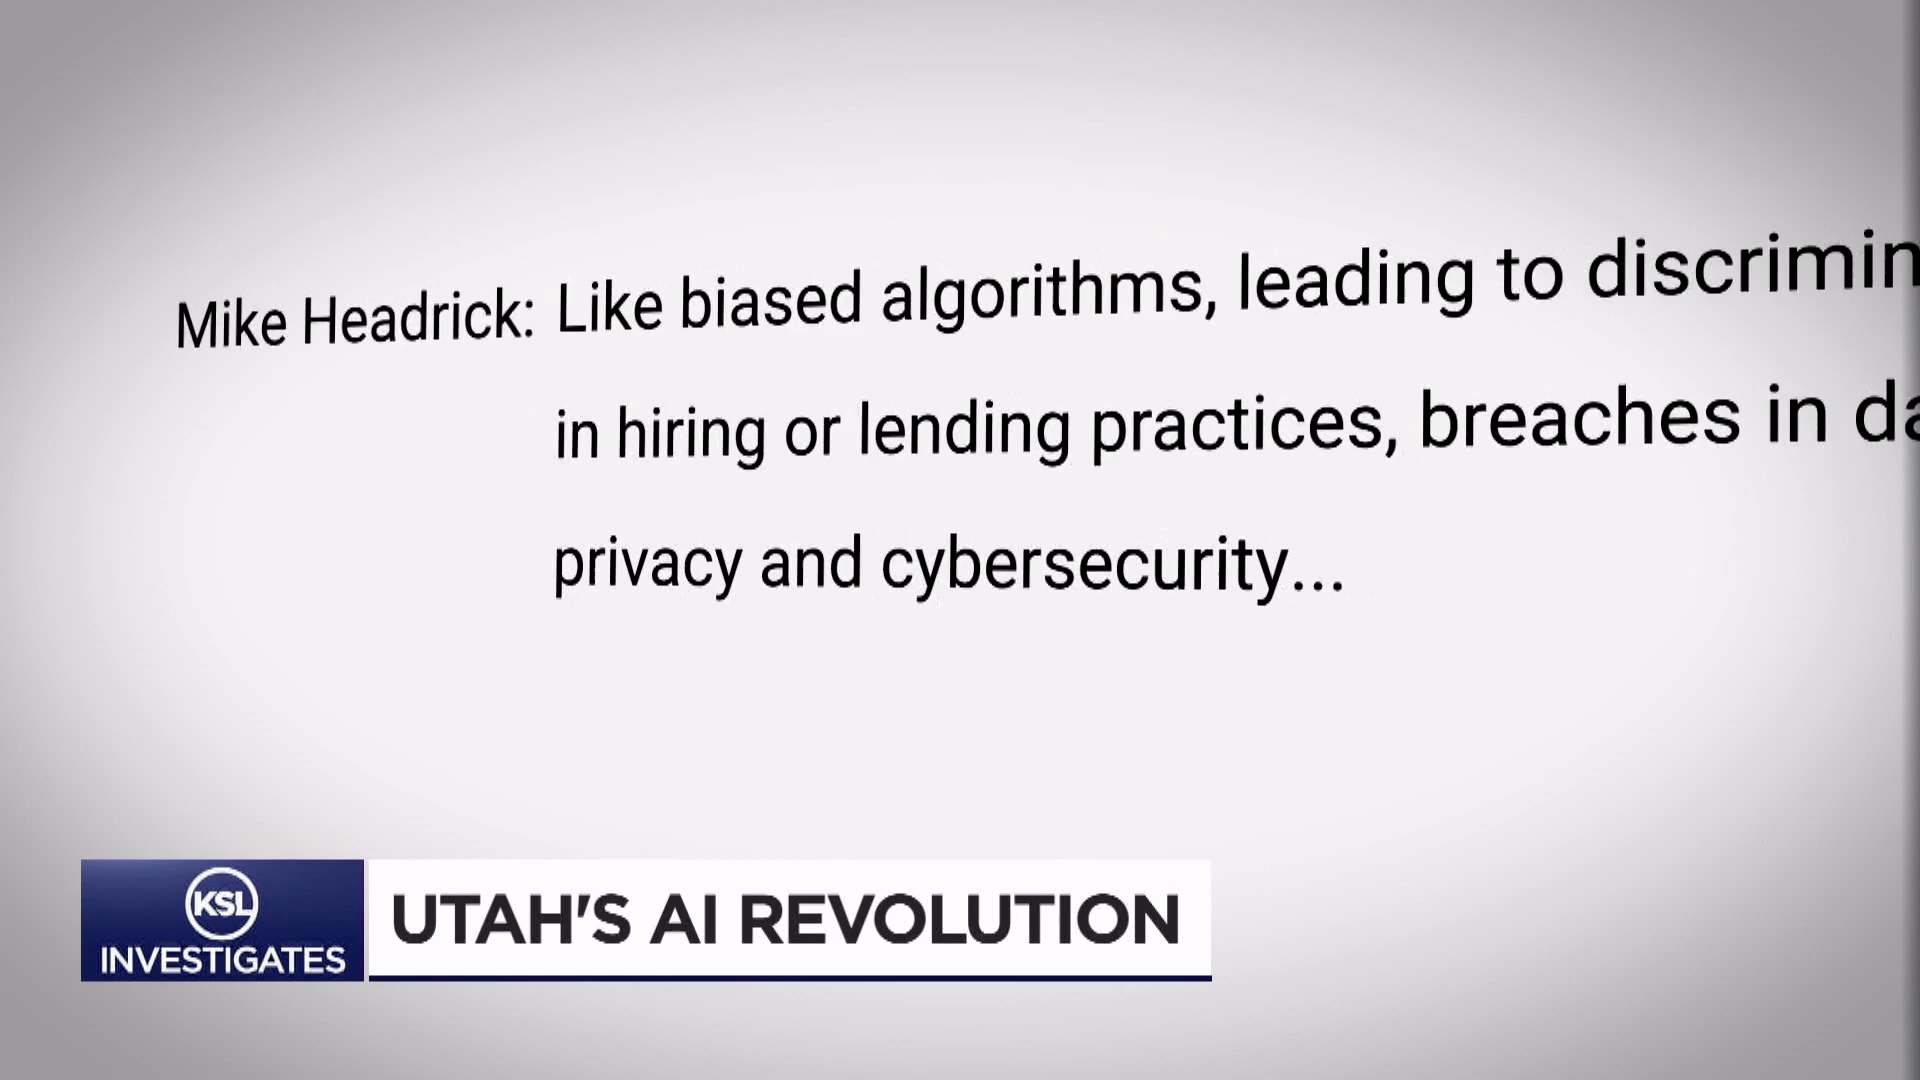 Mike Headrick: Like biased algorithms, leading to discrimin
in hiring or lending practices, breaches in da
privacy and cybersecurity...
KSL
INVESTIGATES
UTAH'S AI REVOLUTION